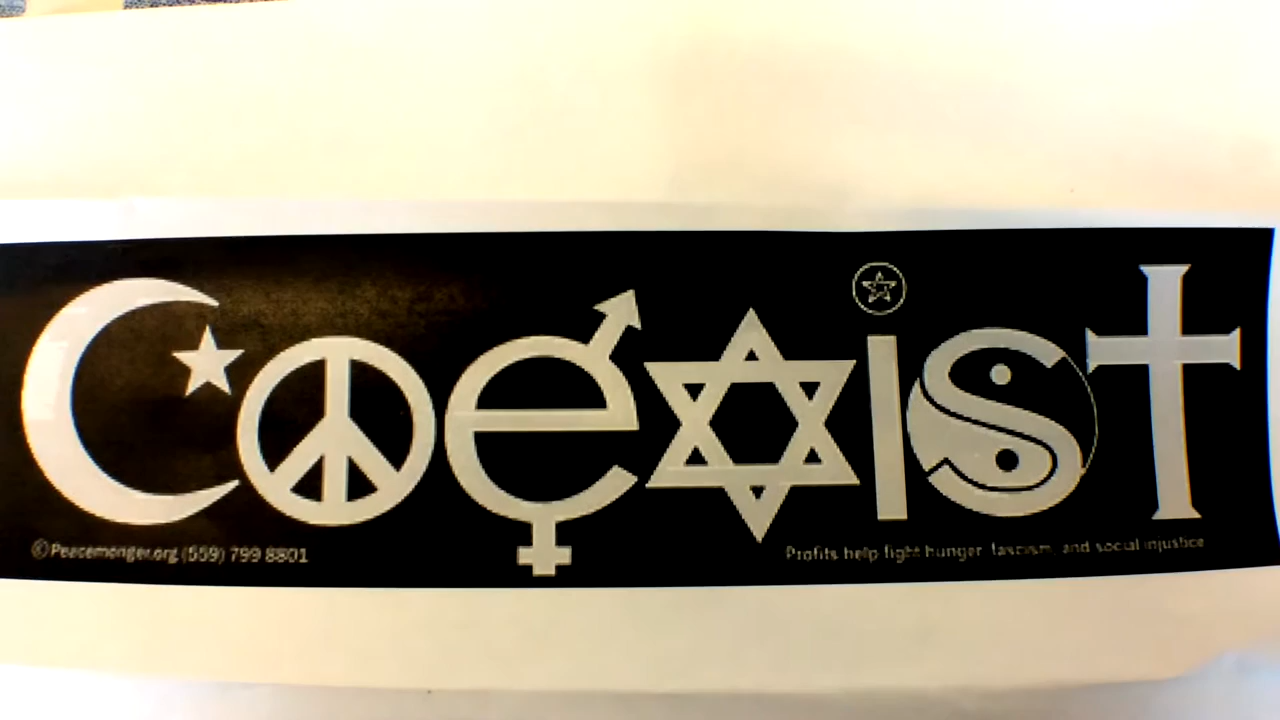 Coexist
© Peacemonger.org (559) 799 8801
Profits help fight hunger, fascism, and social injustice